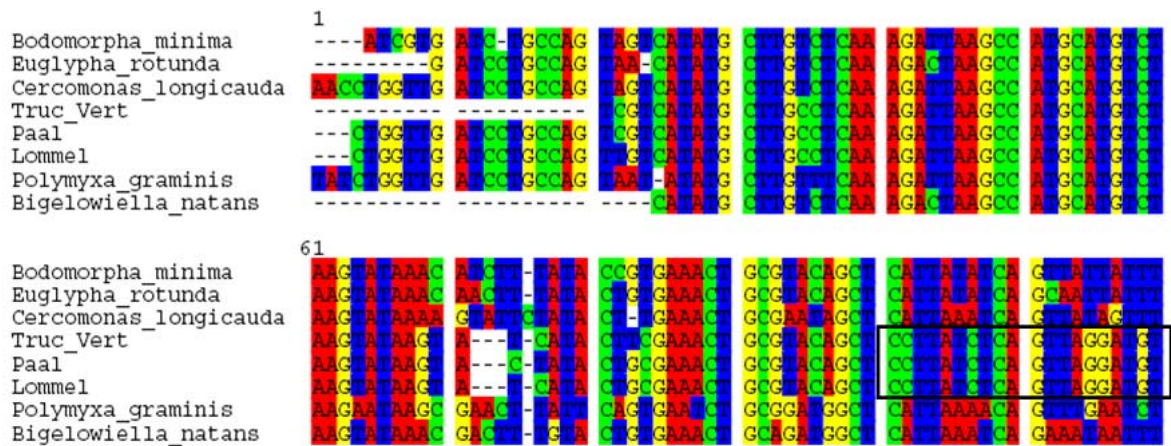 1
Bodomorpha_minima ----ATCGTG ATC-TGCCAG TAGTCATATG CTTGTCTCAA AGATTAAGCC ATGCATGTCT
Euglypha_rotunda ---------G ATCCTGCCAG TAA-CATATG CTTGTCTCAA AGACTAAGCC ATGCATGTCT
Cercomonas_longicauda AACCTGGTTG ATCCTGCCAG TAGTCATATG CTTGTCTCAA AGATTAAGCC ATGCATGTCT
Truc_Vert ---------- ---------- TCGTCATATG CTTGCCTCAA AGATTAAGCC ATGCATGTCT
Paal ---CTGGTTG ATCCTGCCAG TCGTCATATG CTTGCCTCAA AGATTAAGCC ATGCATGTCT
Lommel ---CTGGTTG ATCCTGCCAG TTGTCATATG CTTGCCTCAA AGATTAAGCC ATGCATGTCT
Polymyxa_graminis TATCTGGTTG ATCCTGCCAG TAAT-ATATG CTTGTTTCAA AGATTAAGCC ATGCATGTCT
Bigelowiella_natans ---------- ---------- ----CATATG CTTGTCTCAA AGACTAAGCC ATGCATGTCT
61
Bodomorpha_minima AAGTATAAAC ATCTT-TATA CCGTGAAACT GCGTACAGCT CATTATATCA GTTATTATTT
Euglypha_rotunda AAGTATAAAC AACTT-TATA CTGTGAAACT GCGTACAGCT CATTATATCA GCAATTATTT
Cercomonas_longicauda AAGTATAAAA GTATTCTATA CT-TGAAACT GCGAATAGCT CATTAAATCA GTTATAGTTT
Truc_Vert AAGTATAAGT A---T-CATA CTTCGAAACT GCGTACAGCT CCTTATCTCA GTTAGGATGT
Paal AAGTATAAGT A---C-TATA CTGCGAAACT GCGTACAGCT CCTTATCTCA GTTAGGATGT
Lommel AAGTATAAGT A---T-CATA CTGCGAAACT GCGTACAGCT CCTTATCTCA GTTAGGATGT
Polymyxa_graminis AAGAATAAGC GAACTT-TATT CAGTGAATCT GCGGATGGCT CATTAAAACA GTTTGAATCT
Bigelowiella_natans AAGTATAAAC GACTT-TGTA CTGTGAAACT GCAGATGGCT CATTATATCA GAAATAATTT